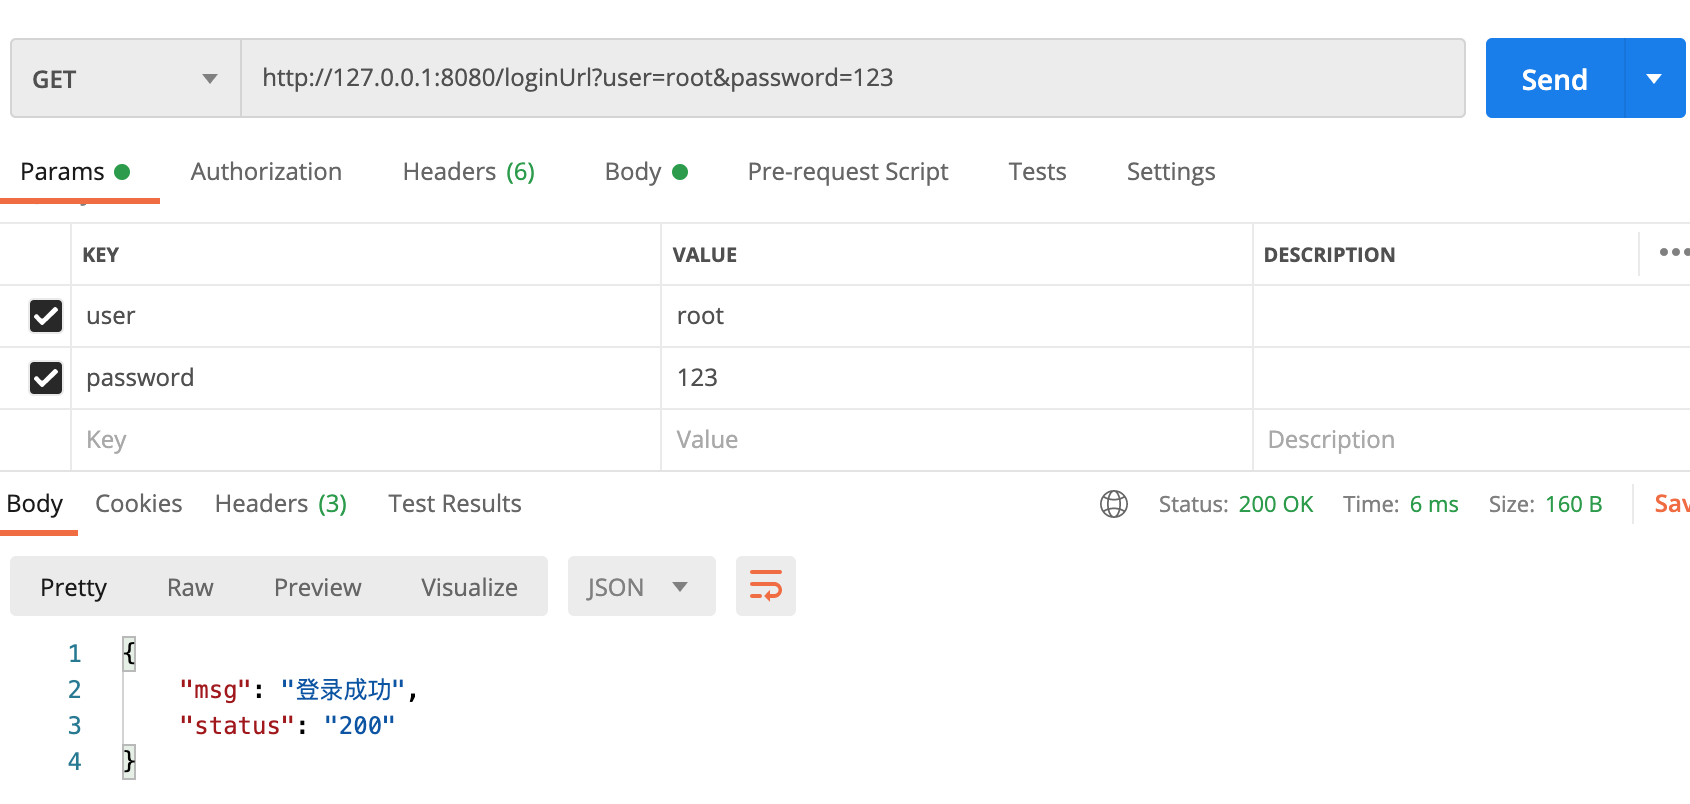 GET http://127.0.0.1:8080/loginUrl?user=root&password=123 Send
Params Authorization Headers (6) Body Pre-request Script Tests Settings
KEY VALUE DESCRIPTION
user root
password 123
Key Value Description
Body Cookies Headers (3) Test Results Status: 200 OK Time: 6 ms Size: 160 B Sav
Pretty Raw Preview Visualize JSON
1 {
2 "msg": "登录成功",
3 "status": "200"
4 }